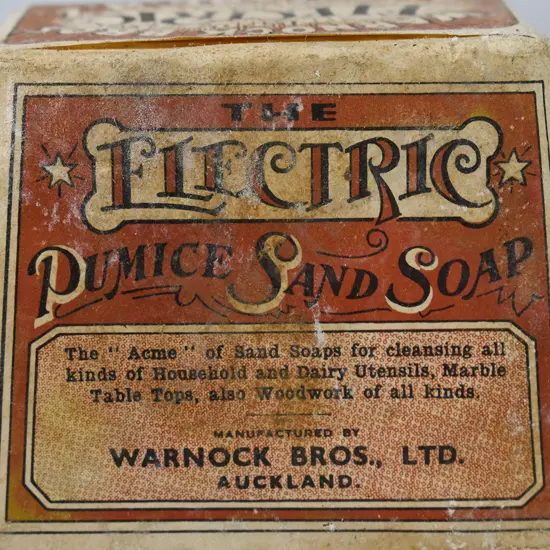 THE
ELECTRIC
PUMICE SAND SOAP
The "Acme" of Sand Soaps for cleansing all
kinds of Household and Dairy Utensils, Marble
Table Tops, also Woodwork of all kinds.
MANUFACTURED BY
WARNOCK BROS., LTD.
AUCKLAND.